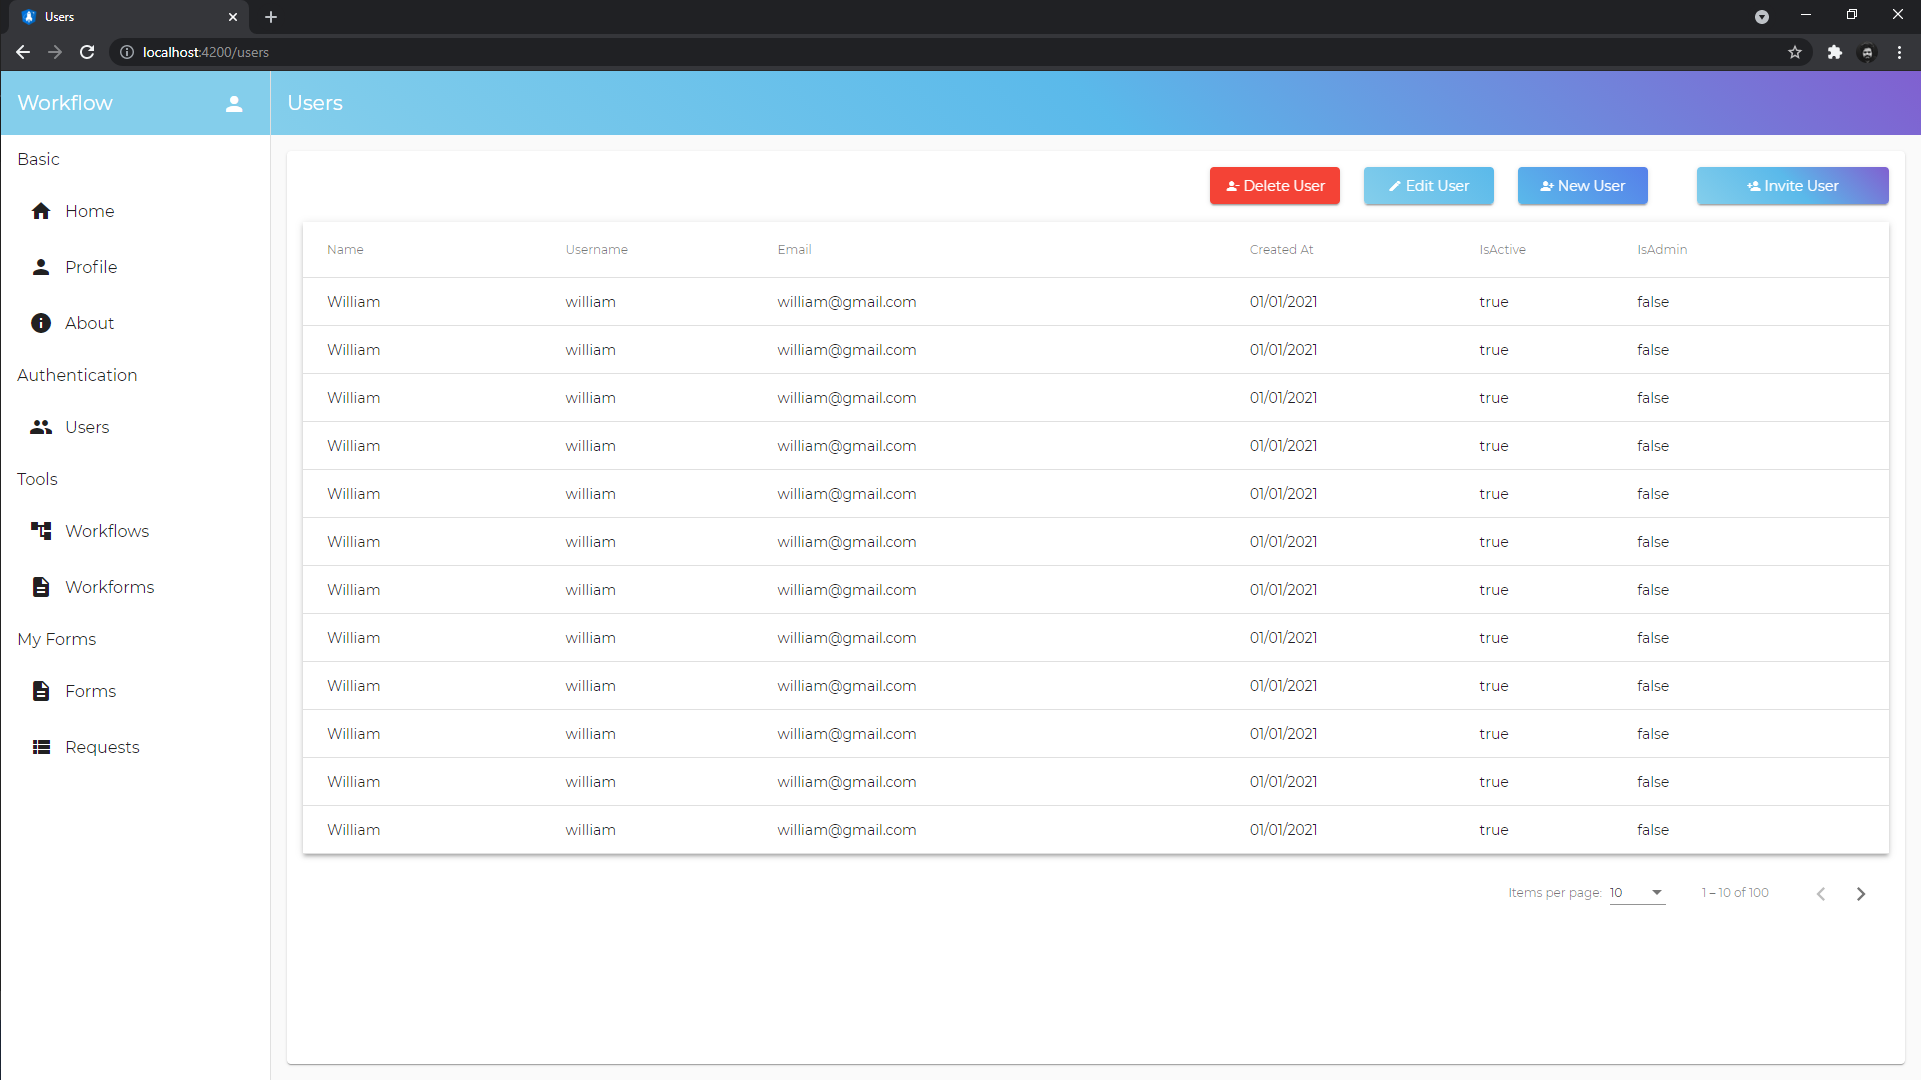 Users
localhost:4200/users
Workflow
Users
Basic
Home
Profile
About
Authentication
Users
Tools
Workflows
Workforms
My Forms
Forms
Requests
Delete User Edit User New User Invite User
Name Username Email Created At IsActive IsAdmin
William william william@gmail.com 01/01/2021 true false
William william william@gmail.com 01/01/2021 true false
William william william@gmail.com 01/01/2021 true false
William william william@gmail.com 01/01/2021 true false
William william william@gmail.com 01/01/2021 true false
William william william@gmail.com 01/01/2021 true false
William william william@gmail.com 01/01/2021 true false
William william william@gmail.com 01/01/2021 true false
William william william@gmail.com 01/01/2021 true false
William william william@gmail.com 01/01/2021 true false
William william william@gmail.com 01/01/2021 true false
William william william@gmail.com 01/01/2021 true false
Items per page: 10 1 – 10 of 100